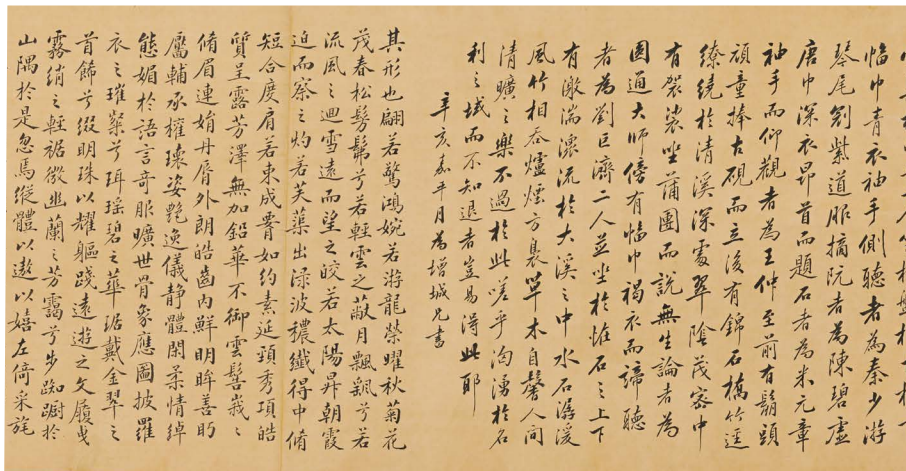 幅巾青衣袖手側聽者為秦少游
琴尾冠紫道服摘阮者為陳碧虛
唐巾深衣昂首而題石者為米元章
袖手而仰觀者為王仲至前有鬅頭
頑童捧古硯而立後有錦石橋竹逕
繚繞於清溪深處翠陰茂密中
有袈裟坐蒲團而說無生論者為
圓通大師傍有幅巾褐衣而諦聽
者為劉巨濟二人並坐於怪石之上下
有激湍潨流於大溪之中水石潺湲
風竹相吞爐煙方裊草木自馨人間
清曠之樂不過於此嗟乎洶湧於名
利之域而不知退者豈易得此耶
辛亥嘉平月為增城兄書
其形也翩若驚鴻婉若游龍榮曜秋菊華
茂春松髣髴兮若輕雲之蔽月飄颻兮若
流風之迴雪遠而望之皎若太陽昇朝霞
迫而察之灼若芙蕖出淥波穠纖得中脩
短合度肩若束成腰如約素延頸秀項皓
質呈露芳澤無加鉛華不御雲髻峩峩
脩眉連娟丹脣外朗皓齒內鮮明眸善眄
靨輔承權瓌姿艷逸儀靜體閑柔情綽
態媚於語言奇服曠世骨象應圖披羅
衣之璀粲兮珥瑤碧之華琚戴金翠之
首飾兮綴明珠以耀軀踐遠遊之文履曳
霧綃之輕裾微幽蘭之芳藹兮步踟躕於
山隅於是忽焉縱體以遨以嬉左倚采旄